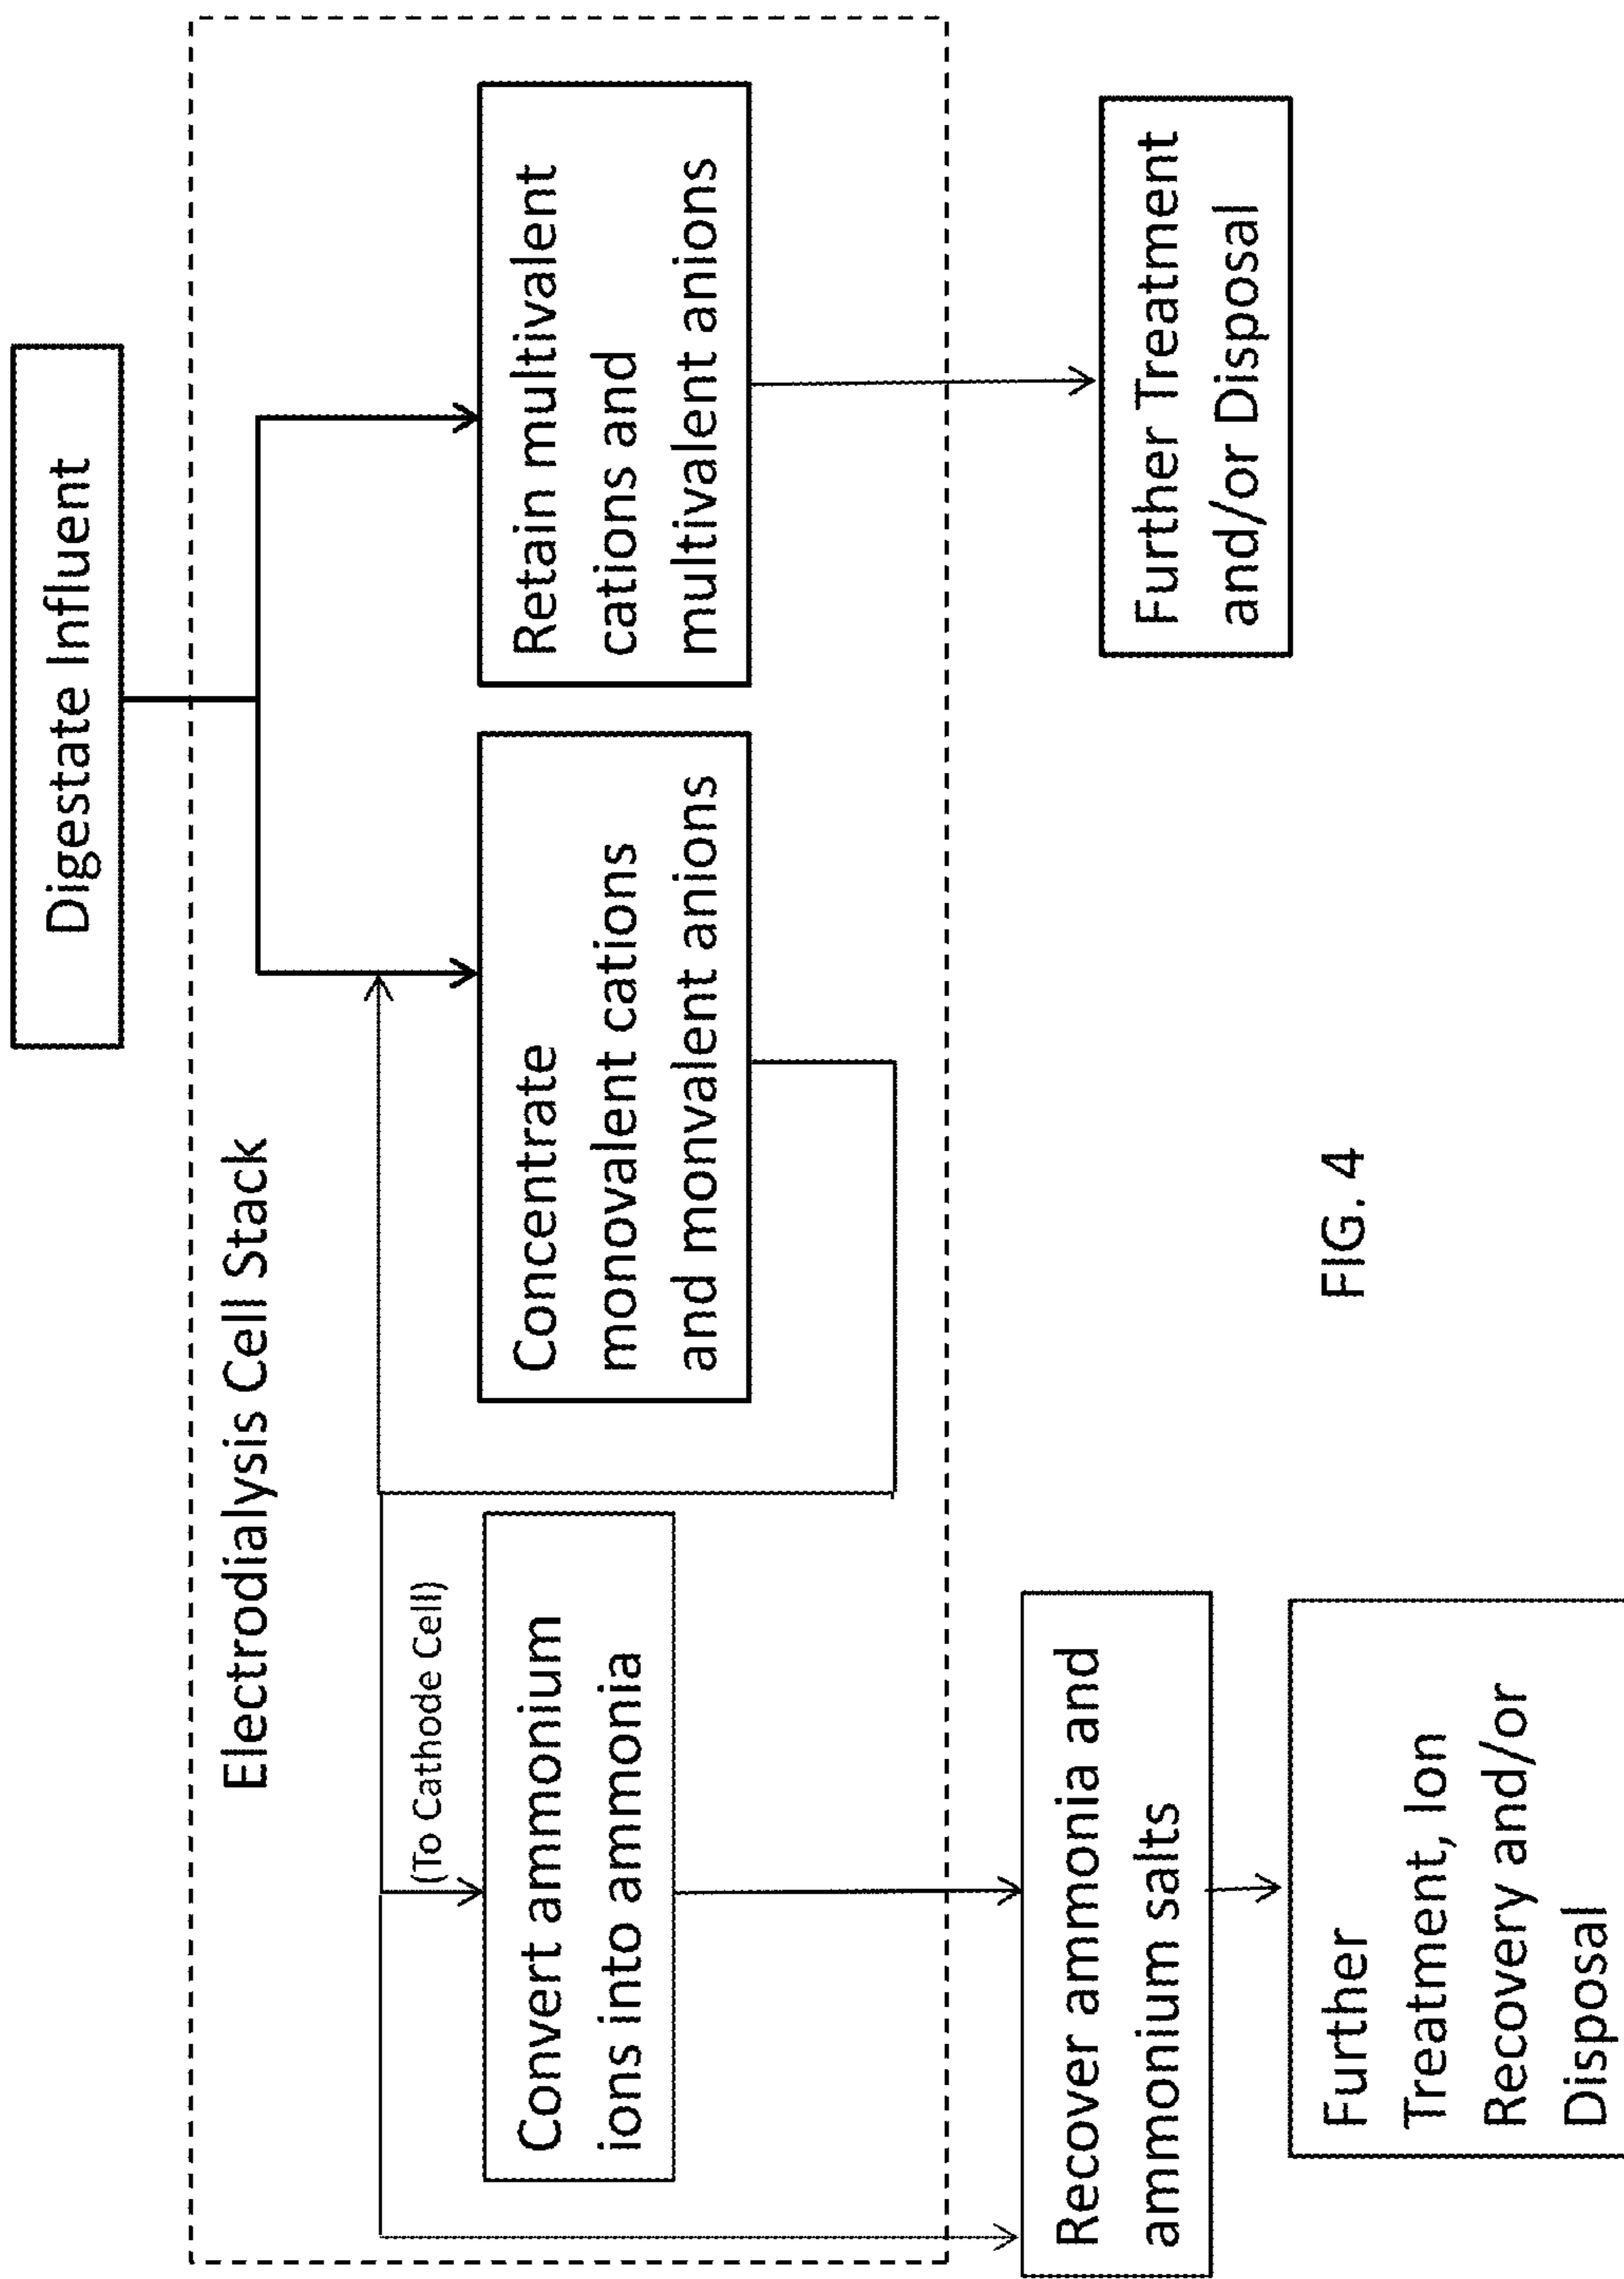 Digestate Influent
Electrodialysis Cell Stack
(To Cathode Cell)
Convert ammonium
ions into ammonia
Concentrate
monovalent cations
and monvalent anions
Retain multivalent
cations and
multivalent anions
Recover ammonia and
ammonium salts
Further Treatment
and/or Disposal
Further
Treatment, Ion
Recovery and/or
Disposal
FIG. 4